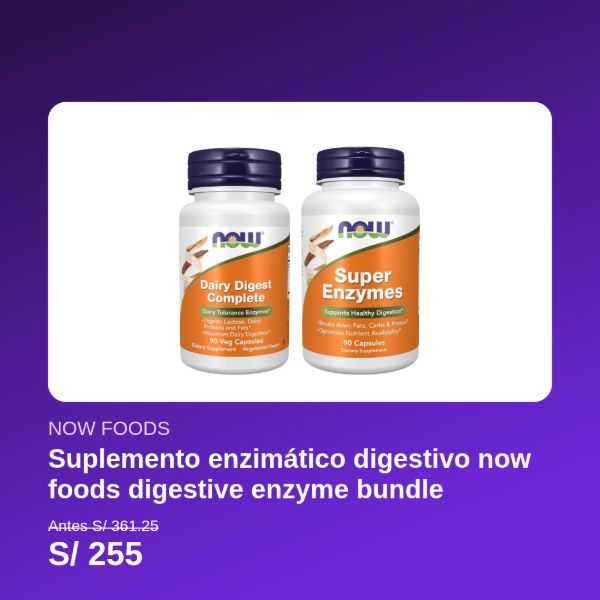 now
Dairy Digest
Complete
Dairy Tolerance Enzymes*
• Digests Lactose, Dairy
Proteins and Fats*
• Maximum Dairy Digestion*
90 Veg Capsules
Dietary Supplement Vegetarian/Vegan
now
Super
Enzymes
Supports Healthy Digestion*
• Breaks down Fats, Carbs & Protein*
• Optimizes Nutrient Availability*
90 Capsules
Dietary Supplement
NOW FOODS
Suplemento enzimático digestivo now
foods digestive enzyme bundle
Antes S/ 361.25
S/ 255